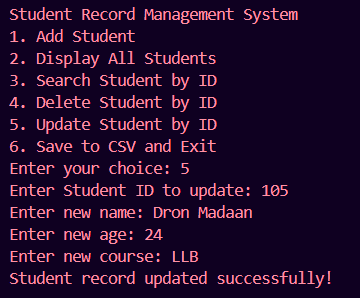 Student Record Management System
1. Add Student
2. Display All Students
3. Search Student by ID
4. Delete Student by ID
5. Update Student by ID
6. Save to CSV and Exit
Enter your choice: 5
Enter Student ID to update: 105
Enter new name: Dron Madaan
Enter new age: 24
Enter new course: LLB
Student record updated successfully!